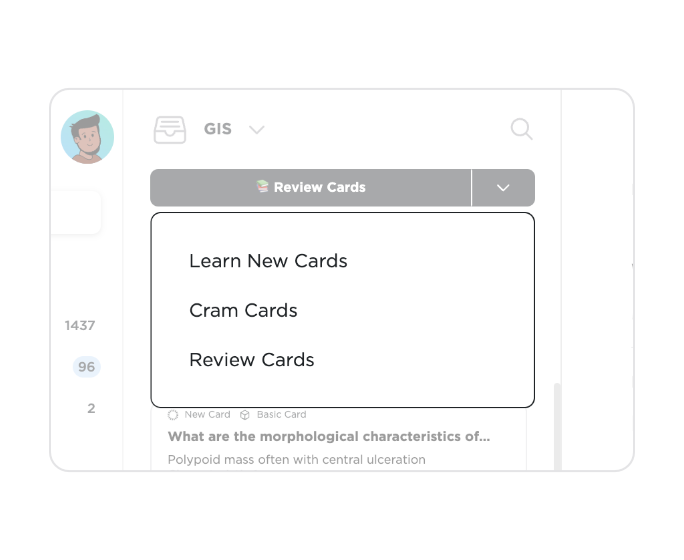 GIS
Review Cards
Learn New Cards
Cram Cards
Review Cards
1437
96
2
New Card Basic Card
What are the morphological characteristics of...
Polypoid mass often with central ulceration